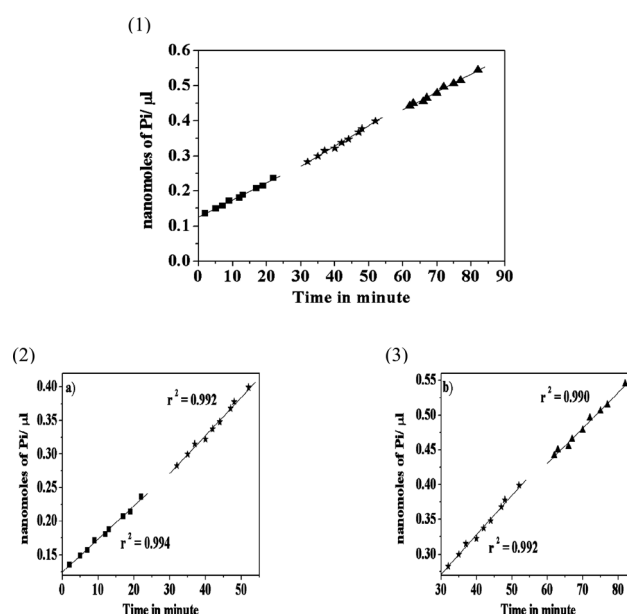 (1)
nanomoles of Pi/ μl
0.6
0.5
0.4
0.3
0.2
0.1
0.0
0 10 20 30 40 50 60 70 80 90
Time in minute
(2)
a)
nanomoles of Pi/ μl
0.40
0.35
0.30
0.25
0.20
0.15
r² = 0.992
r² = 0.994
0 10 20 30 40 50
Time in minute
(3)
b)
nanomoles of Pi/ μl
0.55
0.50
0.45
0.40
0.35
0.30
r² = 0.990
r² = 0.992
30 40 50 60 70 80
Time in minute